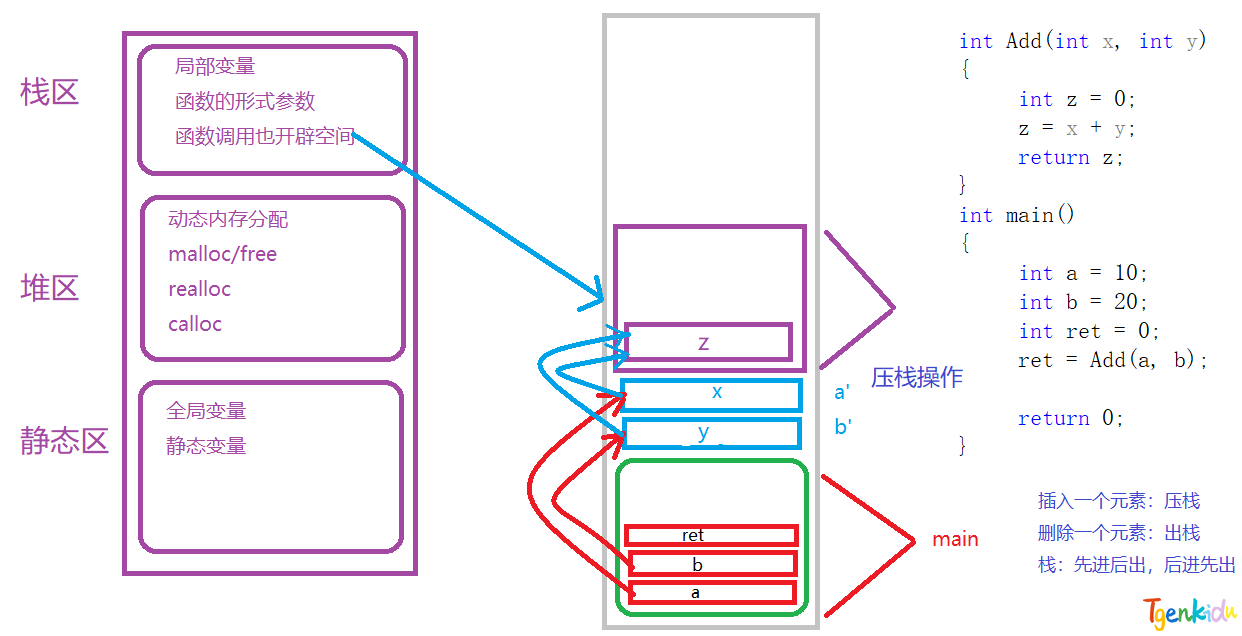 栈区
局部变量
函数的形式参数
函数调用也开辟空间
堆区
动态内存分配
malloc/free
realloc
calloc
静态区
全局变量
静态变量
z
x
y
ret
b
a
a'
b'
压栈操作
main
int Add(int x, int y)
{
int z = 0;
z = x + y;
return z;
}
int main()
{
int a = 10;
int b = 20;
int ret = 0;
ret = Add(a, b);
return 0;
}
插入一个元素：压栈
删除一个元素：出栈
栈：先进后出，后进先出
Tgenkidu